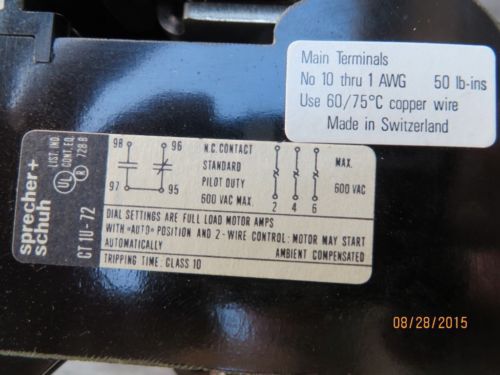 Main Terminals
No 10 thru 1 AWG 50 lb-ins
Use 60/75°C copper wire
Made in Switzerland
sprecher+
schuh
CT 1U-72
LIST. IND.
CONT. EQ.
UL R 728 B
98 96
97 95
N.C. CONTACT
STANDARD
PILOT DUTY
600 VAC MAX
2 4 6
MAX.
600 VAC
DIAL SETTINGS ARE FULL LOAD MOTOR AMPS
WITH «AUTO» POSITION AND 2-WIRE CONTROL: MOTOR MAY START
AUTOMATICALLY AMBIENT COMPENSATED
TRIPPING TIME: CLASS 10
08/28/2015